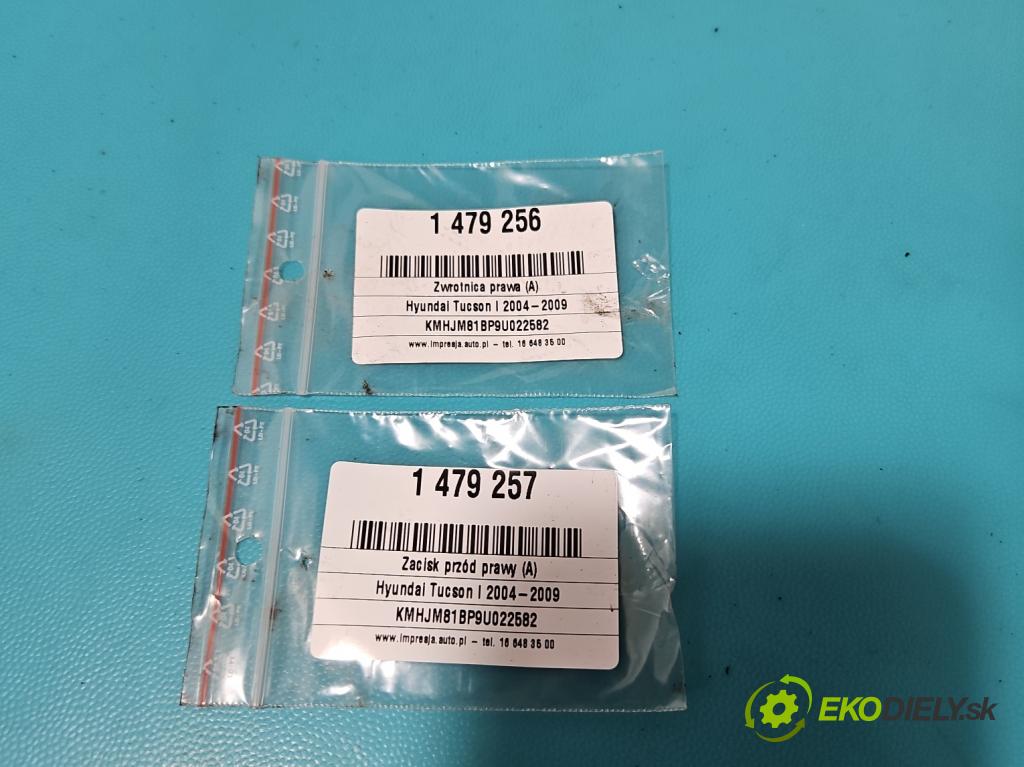 1 479 256
Zwrotnica prawa (A)
Hyundai Tucson I 2004-2009
KMHJM81BP9U022582
www.impresja.auto.pl - tel. 16 648 35 00
1 479 257
Zacisk przód prawy (A)
Hyundai Tucson I 2004-2009
KMHJM81BP9U022582
www.impresja.auto.pl - tel. 16 648 35 00
EKODIELY.sk